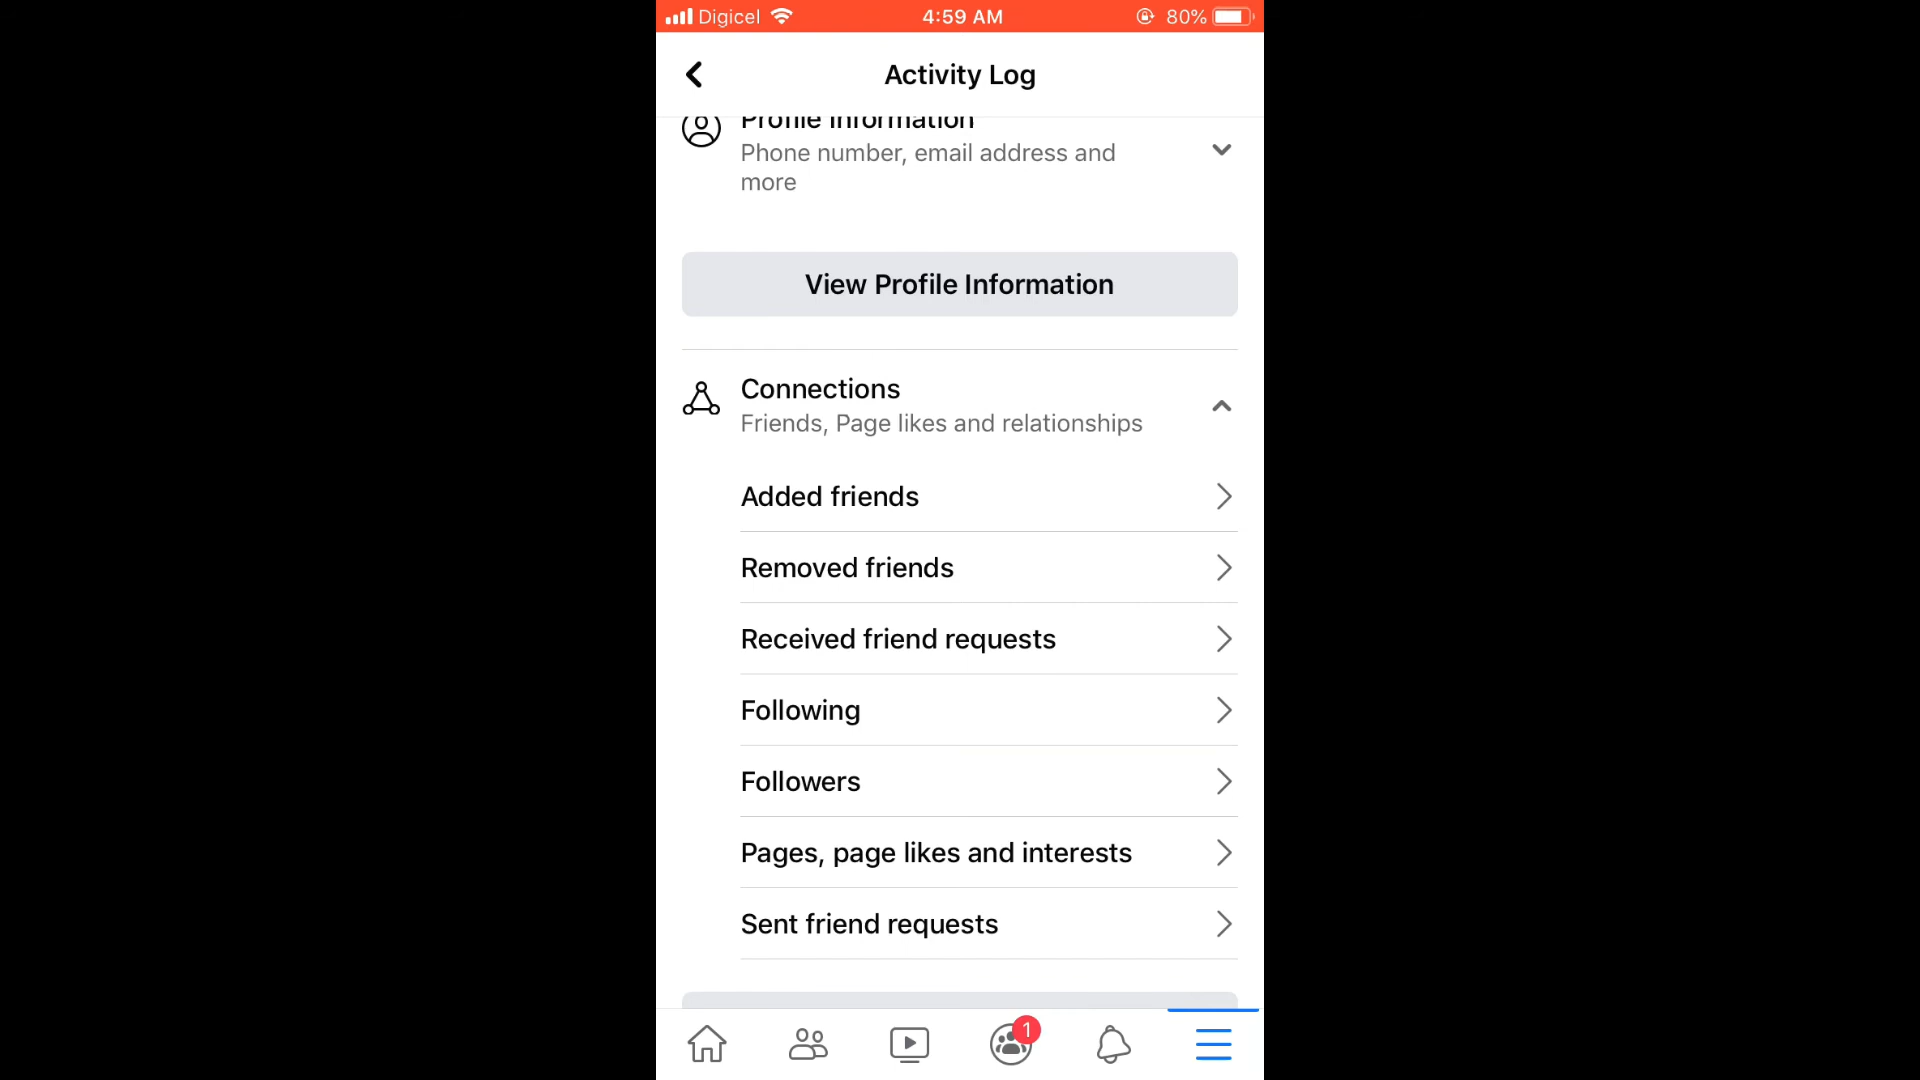 Digicel
4:59 AM
80%
Activity Log
Profile Information
Phone number, email address and
more
View Profile Information
Connections
Friends, Page likes and relationships
Added friends
Removed friends
Received friend requests
Following
Followers
Pages, page likes and interests
Sent friend requests
1